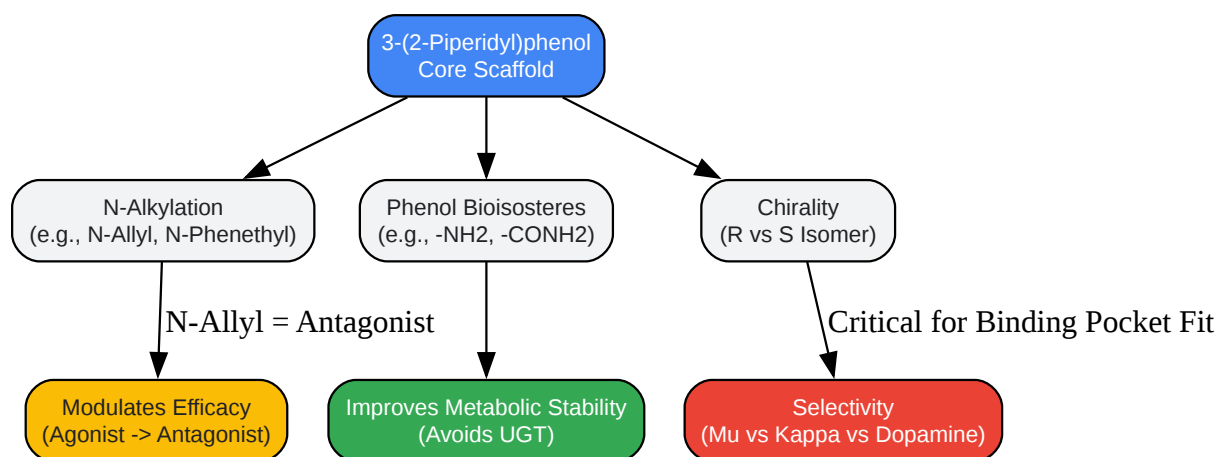 3-(2-Piperidyl)phenol
Core Scaffold
N-Alkylation
(e.g., N-Allyl, N-Phenethyl)
Phenol Bioisosteres
(e.g., -NH2, -CONH2)
Chirality
(R vs S Isomer)
N-Allyl = Antagonist
Critical for Binding Pocket Fit
Modulates Efficacy
(Agonist -> Antagonist)
Improves Metabolic Stability
(Avoids UGT)
Selectivity
(Mu vs Kappa vs Dopamine)